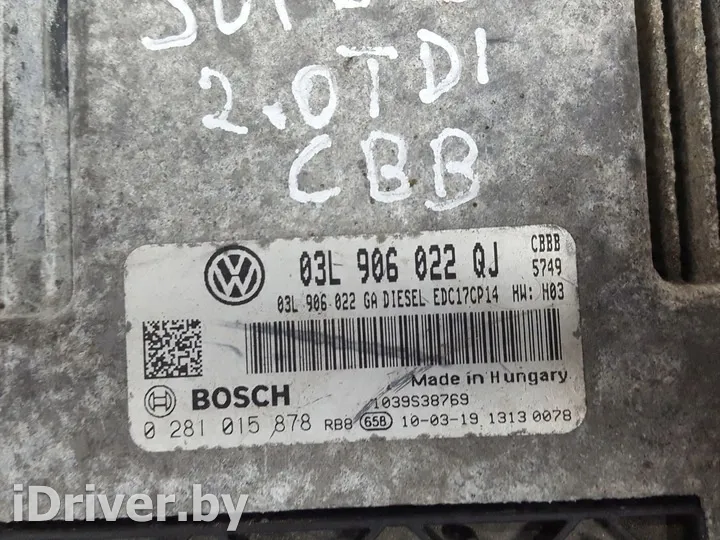 2.0TDI
CBB
03L 906 022 QJ
CBBB
5749
03L 906 022 GA DIESEL EDC17CP14 HW: H03
BOSCH
Made in Hungary
1039S38769
0 281 015 878 RB8 658 10-03-19 1313 0078
iDriver.by